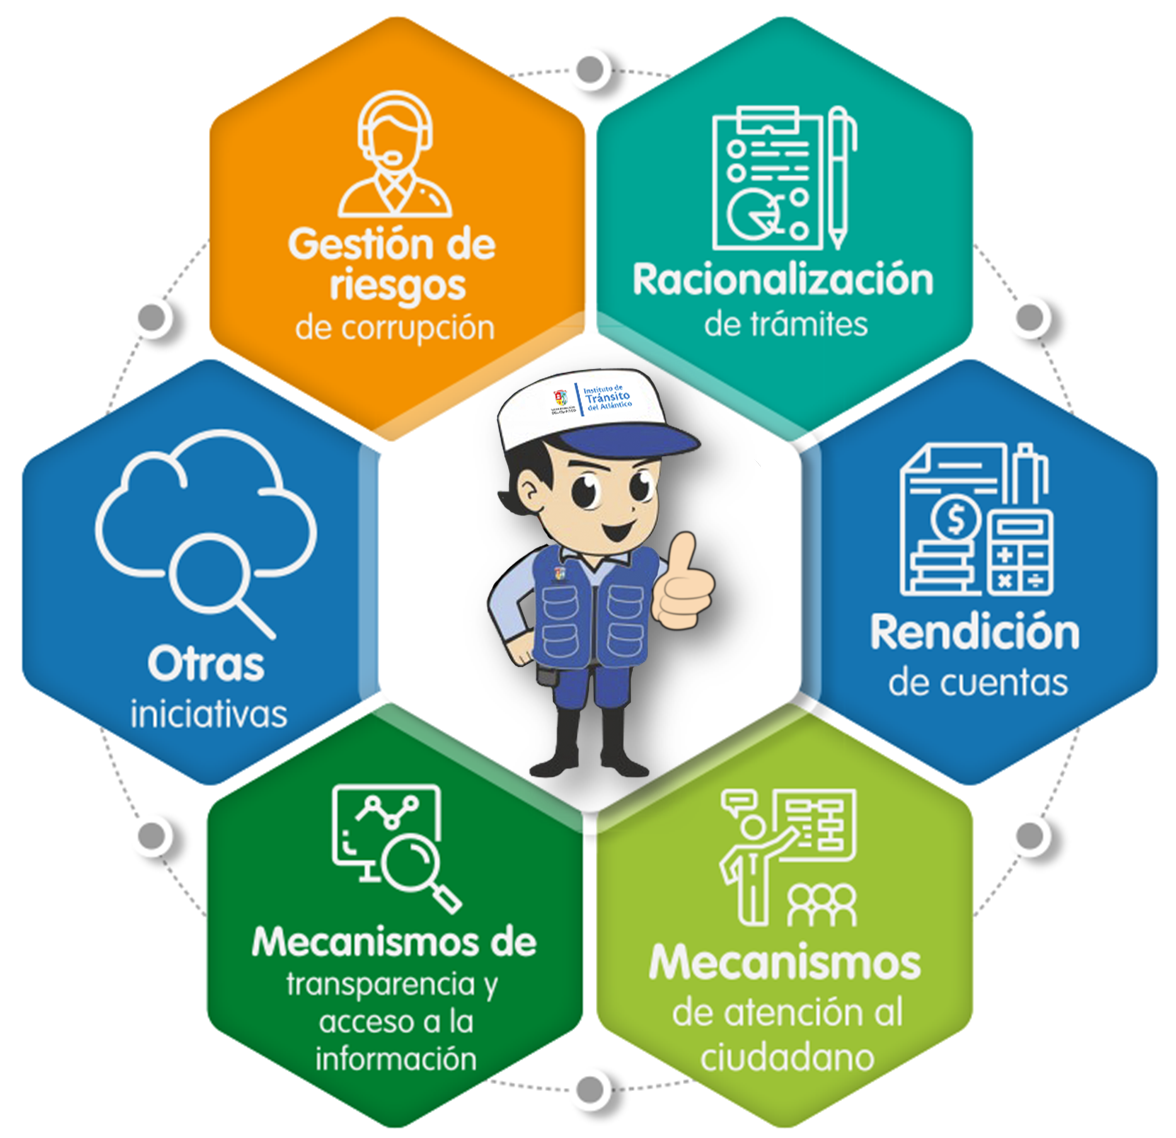 Gestión de
riesgos
de corrupción
Racionalización
de trámites
Instituto de
Tránsito
del Atlántico
Otras
iniciativas
$
Rendición
de cuentas
Mecanismos de
transparencia y
acceso a la
información
Mecanismos
de atención al
ciudadano